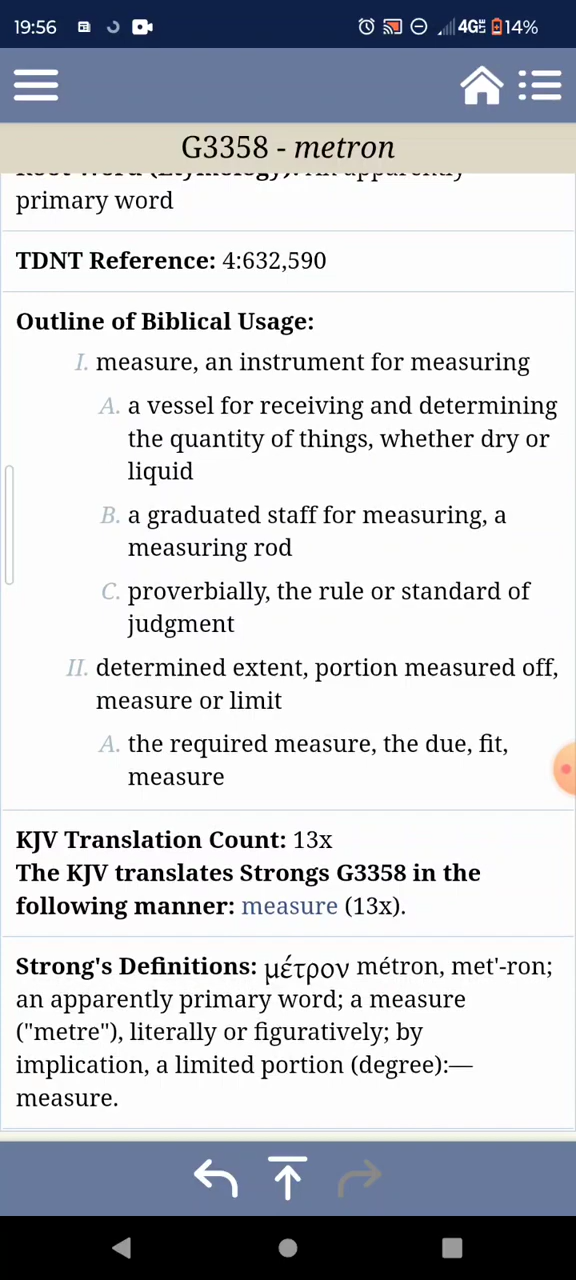 19:56 4G 14%
G3358 - metron
Root Word (Etymology): An apparently
primary word
TDNT Reference: 4:632,590
Outline of Biblical Usage:
I. measure, an instrument for measuring
A. a vessel for receiving and determining
the quantity of things, whether dry or
liquid
B. a graduated staff for measuring, a
measuring rod
C. proverbially, the rule or standard of
judgment
II. determined extent, portion measured off,
measure or limit
A. the required measure, the due, fit,
measure
KJV Translation Count: 13x
The KJV translates Strongs G3358 in the
following manner: measure (13x).
Strong's Definitions: μέτρον métron, met'-ron;
an apparently primary word; a measure
("metre"), literally or figuratively; by
implication, a limited portion (degree):—
measure.